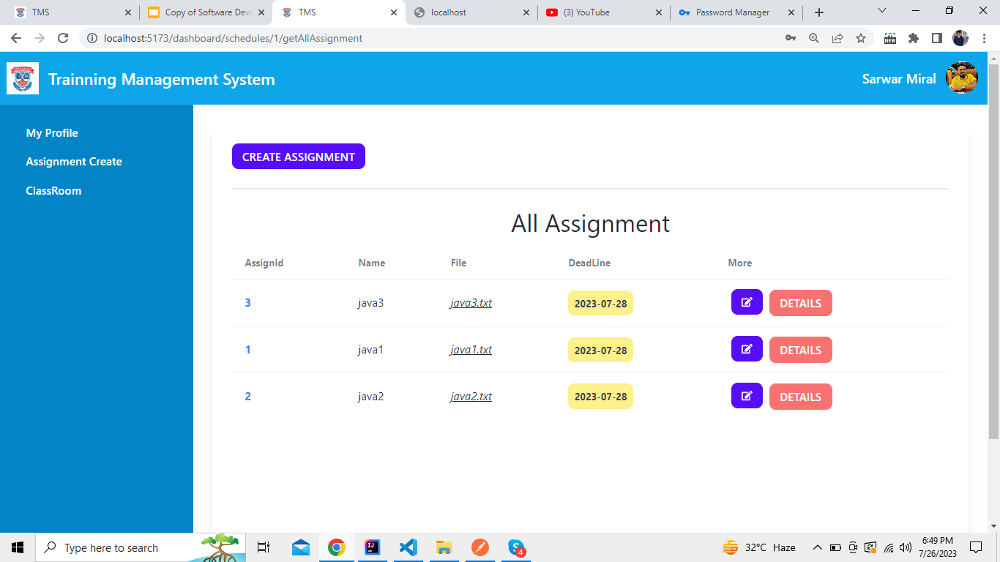 TMS
Copy of Software Deve
TMS
localhost
(3) YouTube
Password Manager
localhost:5173/dashboard/schedules/1/getAllAssignment
NEW
Trainning Management System
Sarwar Miral
My Profile
Assignment Create
ClassRoom
CREATE ASSIGNMENT
All Assignment
AssignId Name File DeadLine More
3 java3 java3.txt 2023-07-28 DETAILS
1 java1 java1.txt 2023-07-28 DETAILS
2 java2 java2.txt 2023-07-28 DETAILS
Type here to search
IJ
S 4
32°C Haze
6:49 PM
7/26/2023